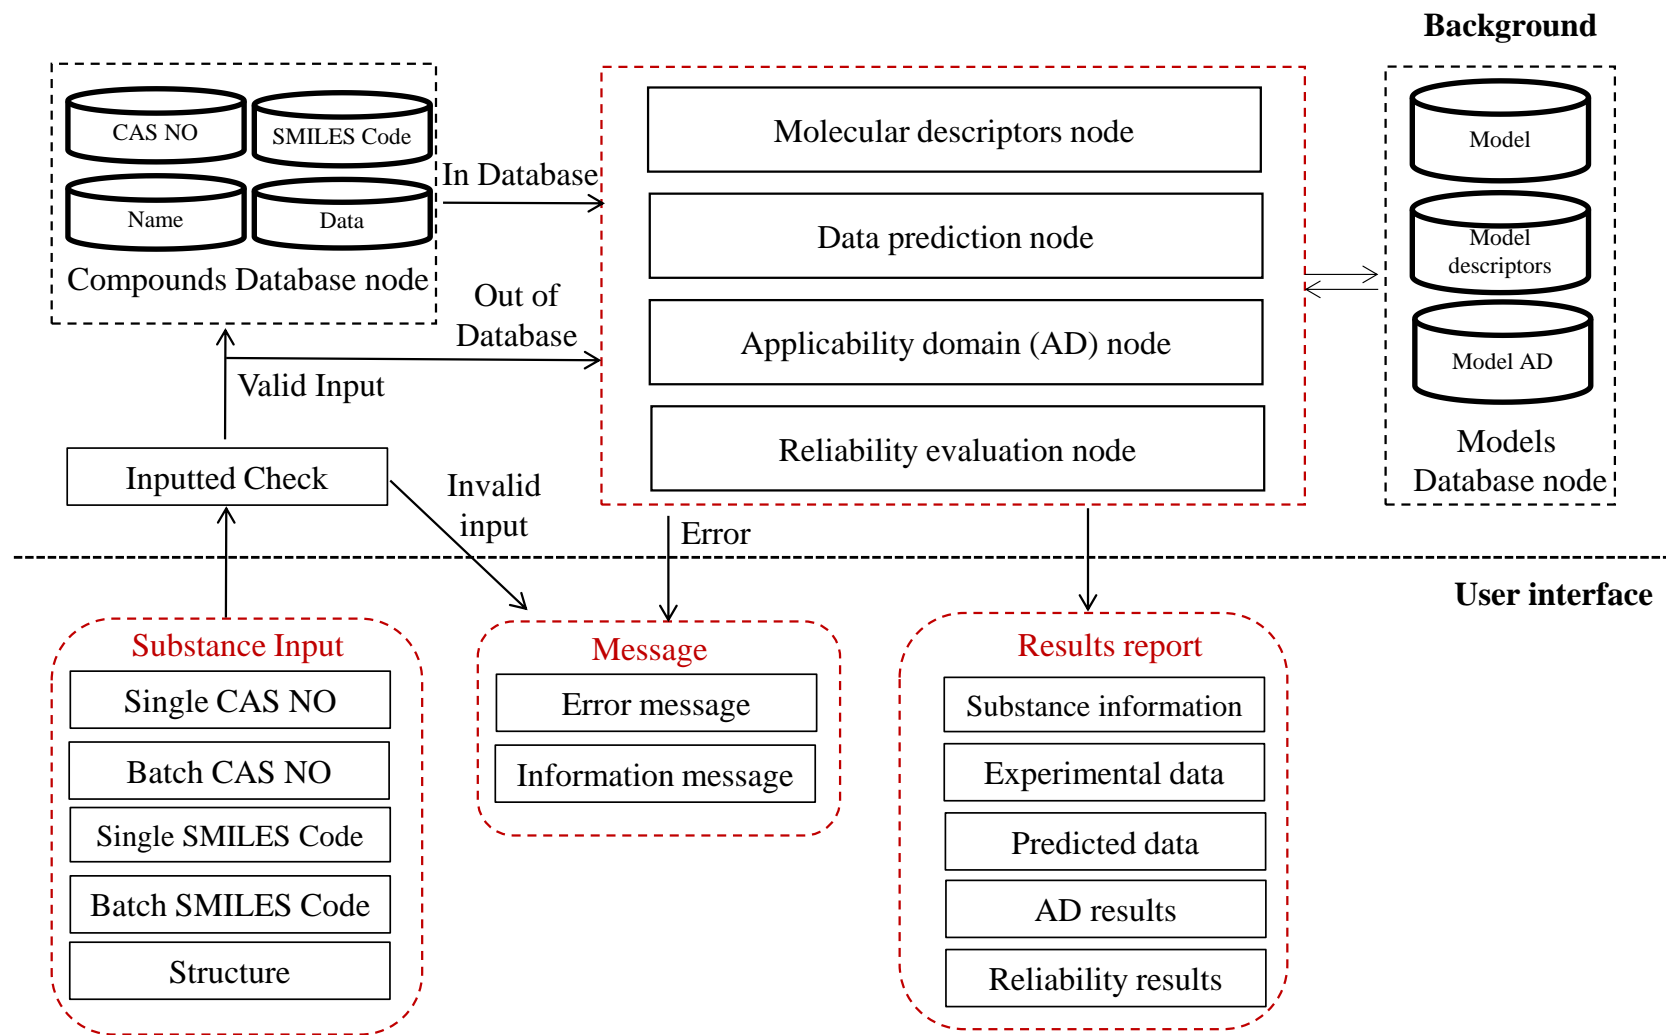 Background
CAS NO
SMILES Code
Name
Data
Compounds Database node
In Database
Out of
Database
Valid Input
Inputted Check
Invalid
input
Molecular descriptors node
Data prediction node
Applicability domain (AD) node
Reliability evaluation node
Error
Model
Model
descriptors
Model AD
Models
Database node
User interface
Substance Input
Single CAS NO
Batch CAS NO
Single SMILES Code
Batch SMILES Code
Structure
Message
Error message
Information message
Results report
Substance information
Experimental data
Predicted data
AD results
Reliability results